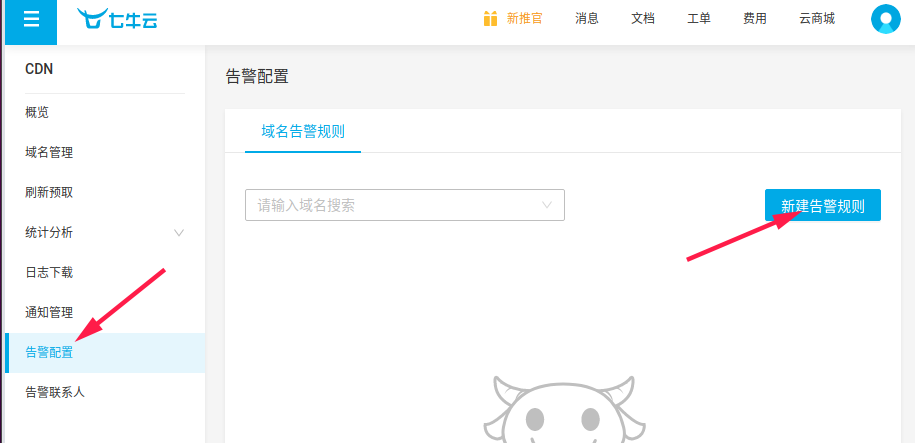 七牛云 新推官 消息 文档 工单 费用 云商城
CDN
概览
域名管理
刷新预取
统计分析
日志下载
通知管理
告警配置
告警联系人
告警配置
域名告警规则
请输入域名搜索
新建告警规则